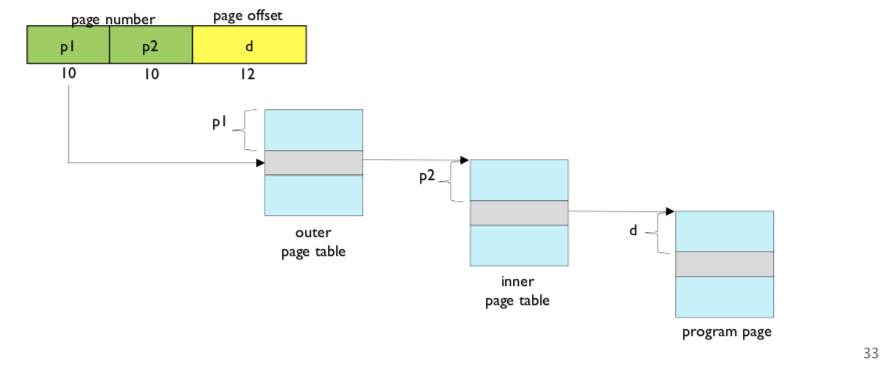 page number
page offset
p1
p2
d
10
10
12
p1
p2
outer
page table
d
inner
page table
program page
33